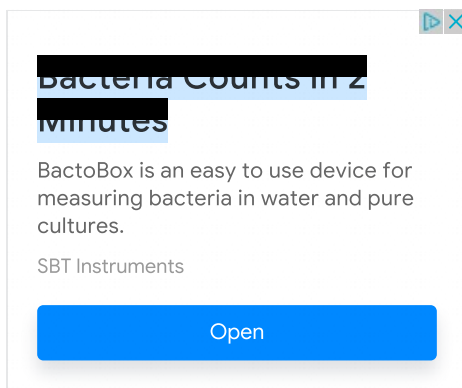 Bacteria Counts in 2
Minutes
BactoBox is an easy to use device for
measuring bacteria in water and pure
cultures.
SBT Instruments
Open